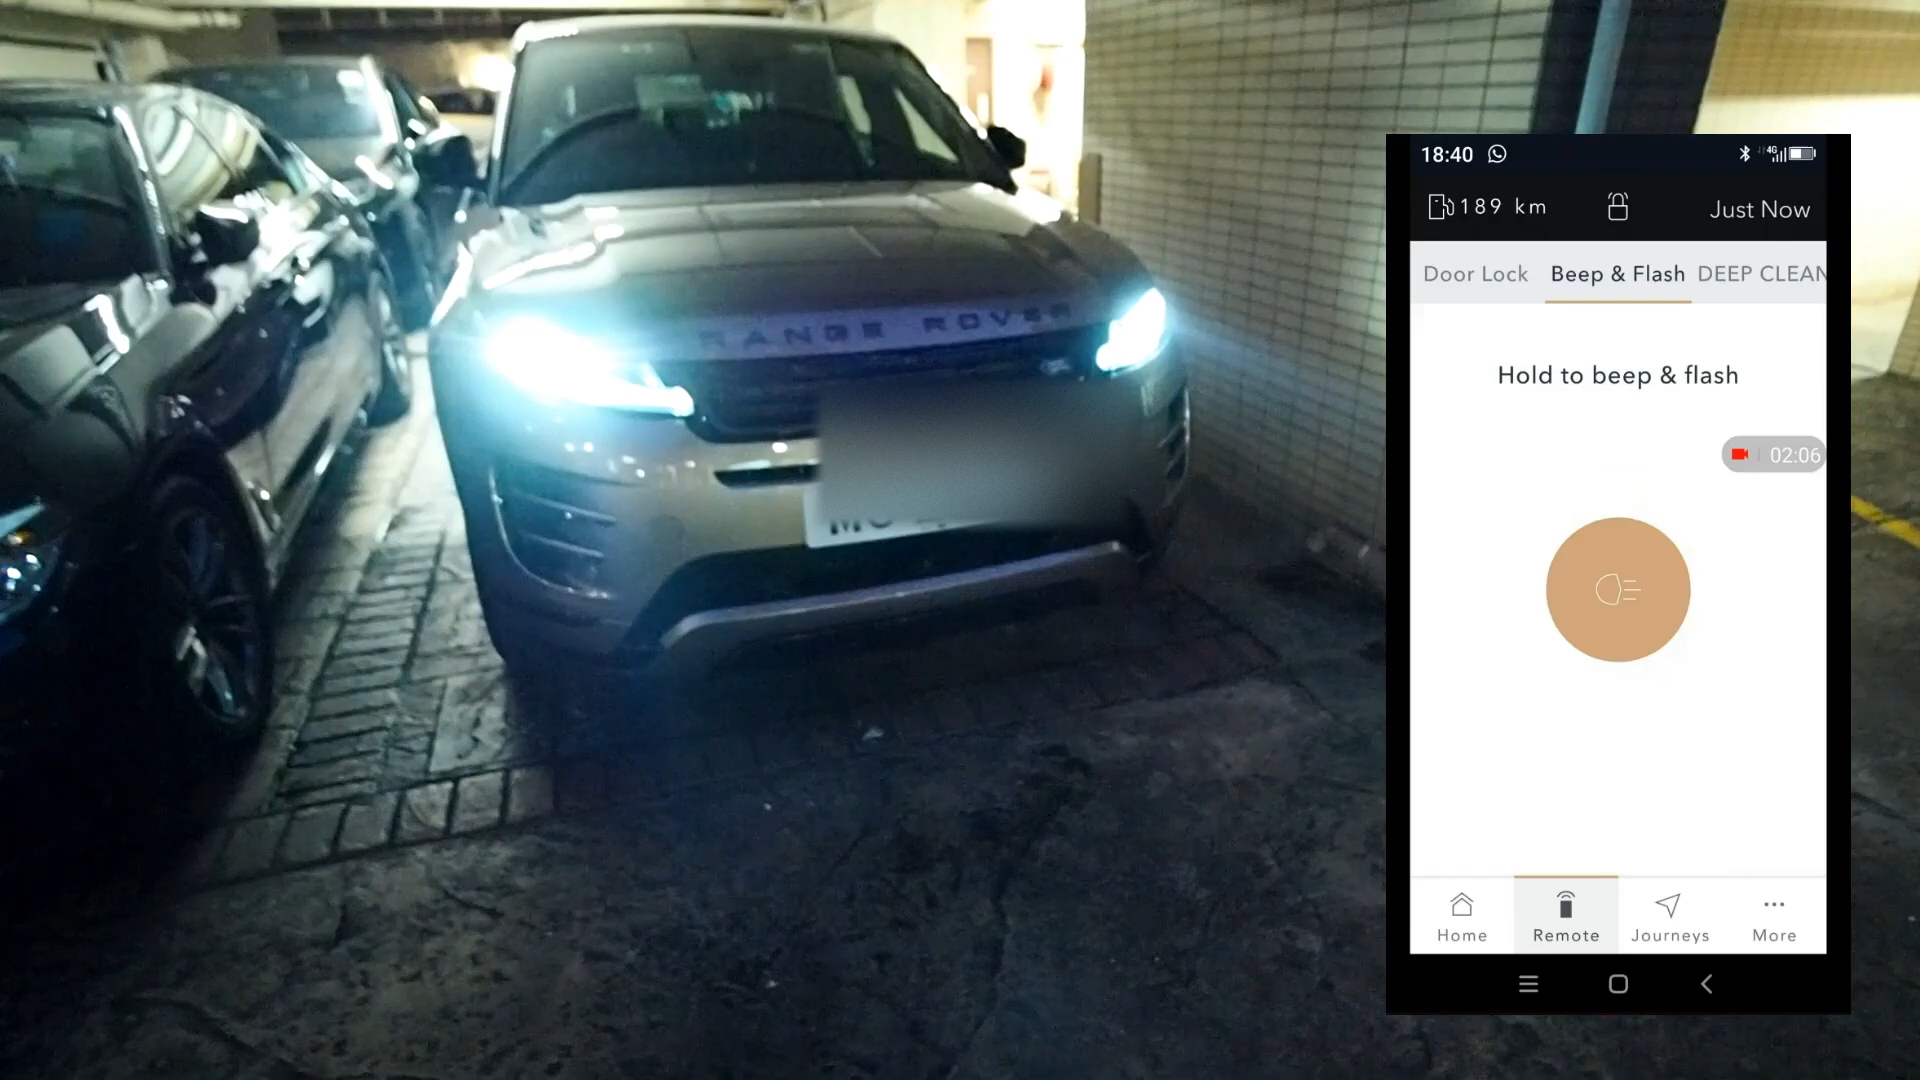 RANGE ROVER
18:40
4G
189 km
Just Now
Door Lock
Beep & Flash
DEEP CLEAN
Hold to beep & flash
02:06
Home
Remote
Journeys
More